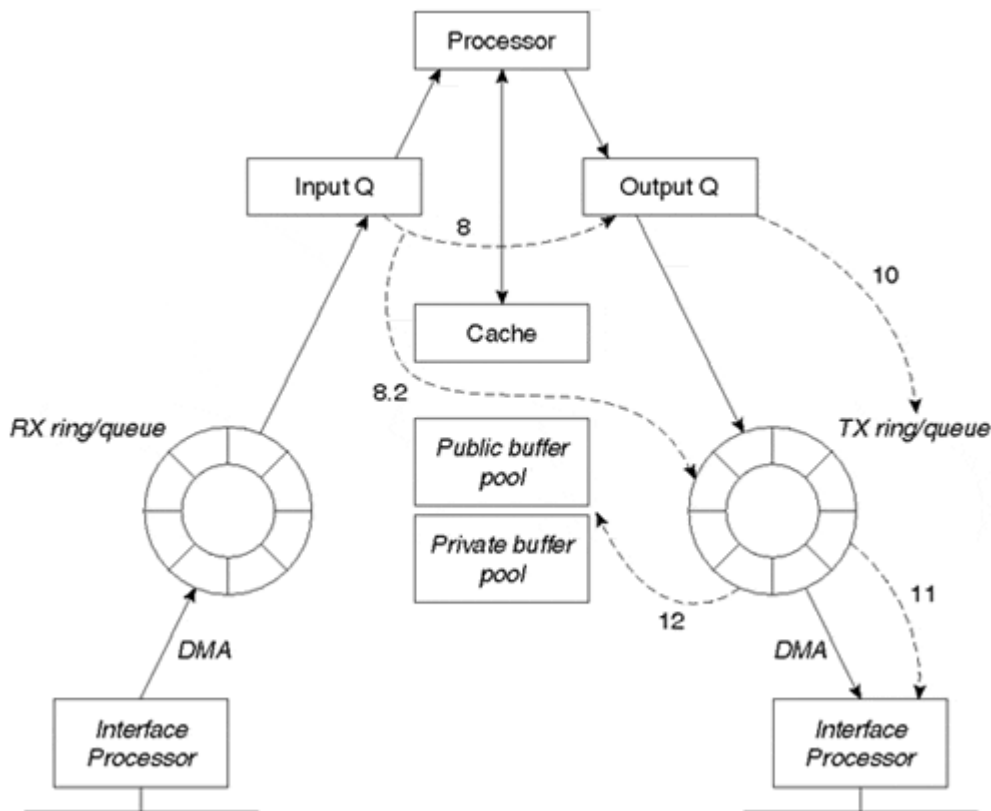 Processor
Input Q
Output Q
8
10
Cache
8.2
RX ring/queue
TX ring/queue
Public buffer
pool
Private buffer
pool
11
12
DMA
DMA
Interface
Processor
Interface
Processor